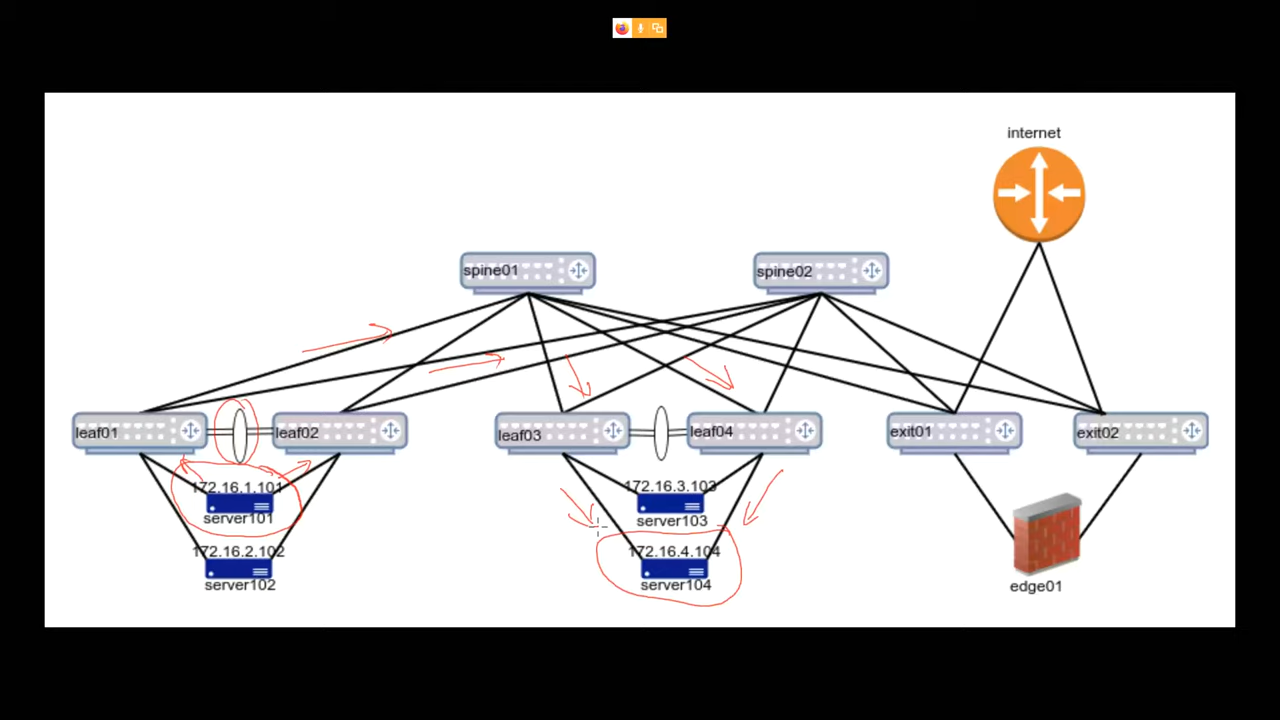 internet
spine01
spine02
leaf01
leaf02
leaf03
leaf04
exit01
exit02
172.16.1.101
server101
172.16.3.103
server103
172.16.2.102
server102
172.16.4.104
server104
edge01